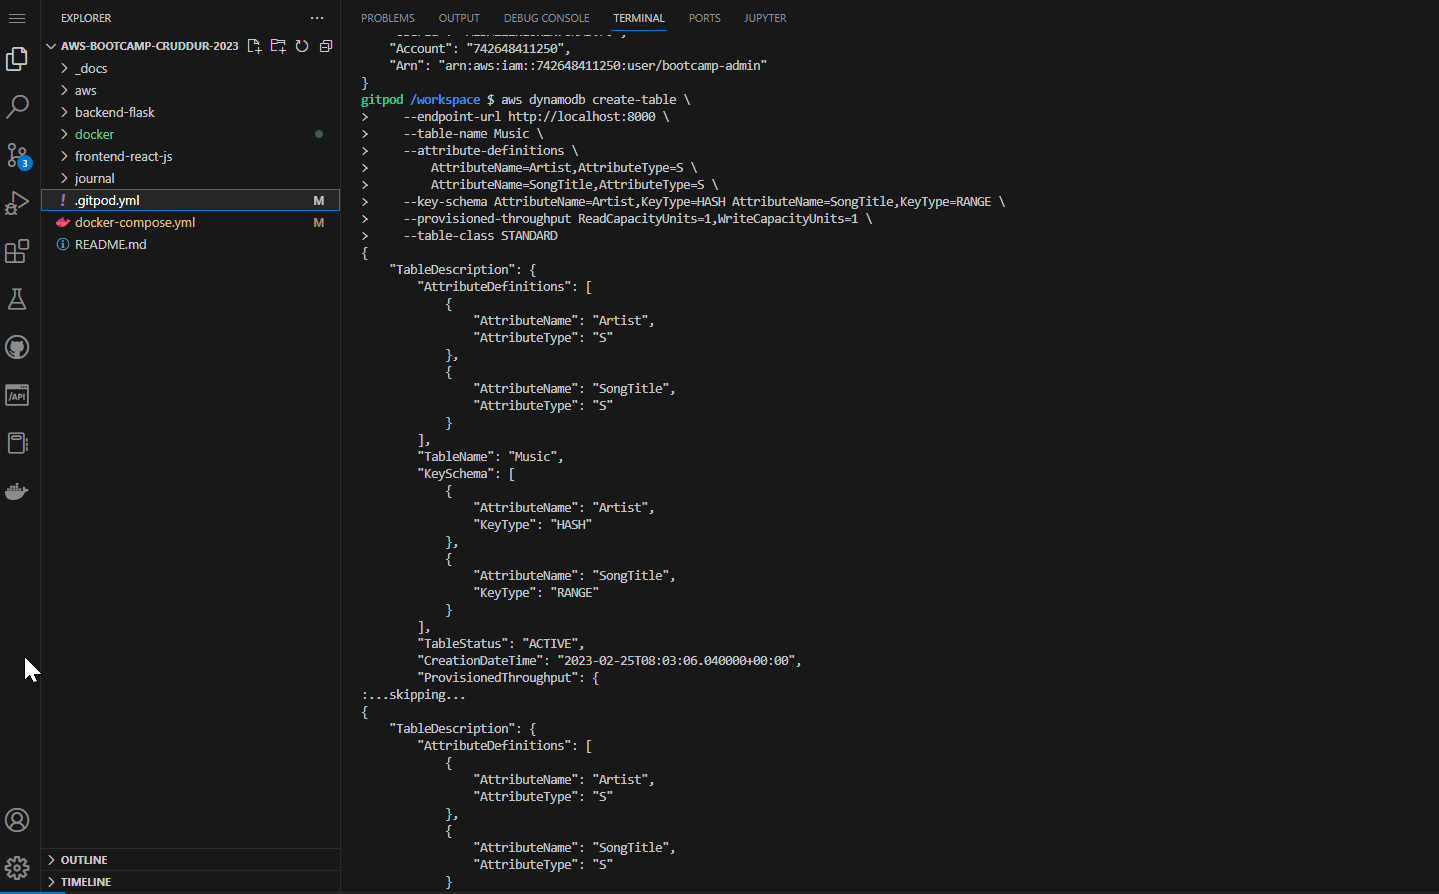 EXPLORER
AWS-BOOTCAMP-CRUDDUR-2023
_docs
aws
backend-flask
docker
frontend-react-js
journal
! .gitpod.yml M
docker-compose.yml M
README.md
OUTLINE
TIMELINE
3
/API
PROBLEMS OUTPUT DEBUG CONSOLE TERMINAL PORTS JUPYTER
    "Account": "742648411250",
    "Arn": "arn:aws:iam::742648411250:user/bootcamp-admin"
}
gitpod /workspace $ aws dynamodb create-table \
>     --endpoint-url http://localhost:8000 \
>     --table-name Music \
>     --attribute-definitions \
>         AttributeName=Artist,AttributeType=S \
>         AttributeName=SongTitle,AttributeType=S \
>     --key-schema AttributeName=Artist,KeyType=HASH AttributeName=SongTitle,KeyType=RANGE \
>     --provisioned-throughput ReadCapacityUnits=1,WriteCapacityUnits=1 \
>     --table-class STANDARD
{
    "TableDescription": {
        "AttributeDefinitions": [
            {
                "AttributeName": "Artist",
                "AttributeType": "S"
            },
            {
                "AttributeName": "SongTitle",
                "AttributeType": "S"
            }
        ],
        "TableName": "Music",
        "KeySchema": [
            {
                "AttributeName": "Artist",
                "KeyType": "HASH"
            },
            {
                "AttributeName": "SongTitle",
                "KeyType": "RANGE"
            }
        ],
        "TableStatus": "ACTIVE",
        "CreationDateTime": "2023-02-25T08:03:06.040000+00:00",
        "ProvisionedThroughput": {
:...skipping...
{
    "TableDescription": {
        "AttributeDefinitions": [
            {
                "AttributeName": "Artist",
                "AttributeType": "S"
            },
            {
                "AttributeName": "SongTitle",
                "AttributeType": "S"
            }